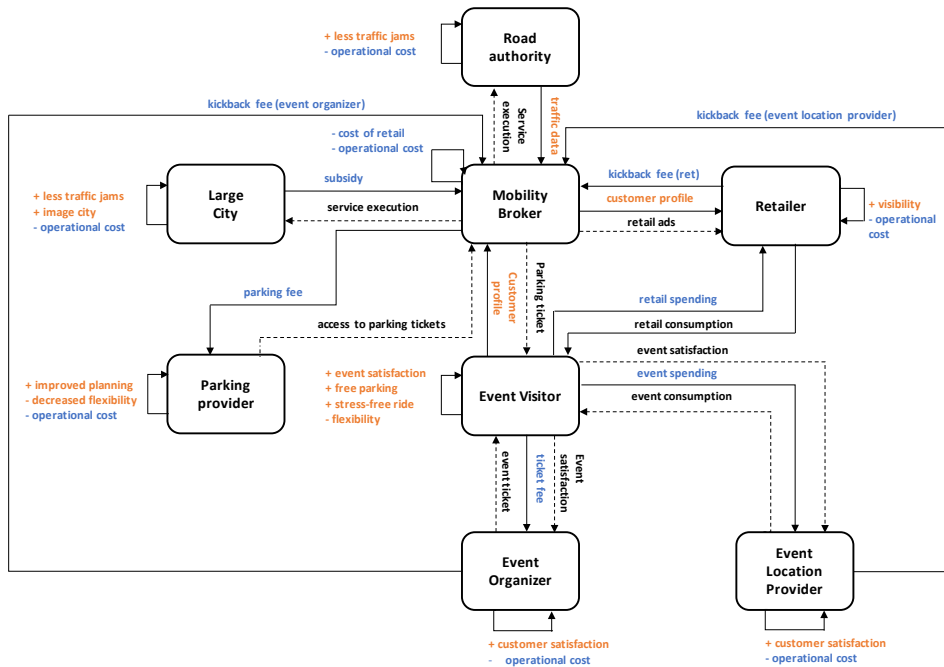 Road
authority
+ less traffic jams
- operational cost
kickback fee (event organizer)
Service
execution
traffic data
kickback fee (event location provider)
- cost of retail
- operational cost
+ less traffic jams
+ image city
- operational cost
Large
City
subsidy
service execution
Mobility
Broker
kickback fee (ret)
customer profile
retail ads
Retailer
+ visibility
- operational
cost
parking fee
access to parking tickets
Customer
profile
Parking ticket
retail spending
retail consumption
event satisfaction
event spending
event consumption
+ improved planning
- decreased flexibility
- operational cost
Parking
provider
+ event satisfaction
+ free parking
+ stress-free ride
- flexibility
Event Visitor
event ticket
ticket fee
Event
satisfaction
Event
Organizer
Event
Location
Provider
+ customer satisfaction
- operational cost
+ customer satisfaction
- operational cost